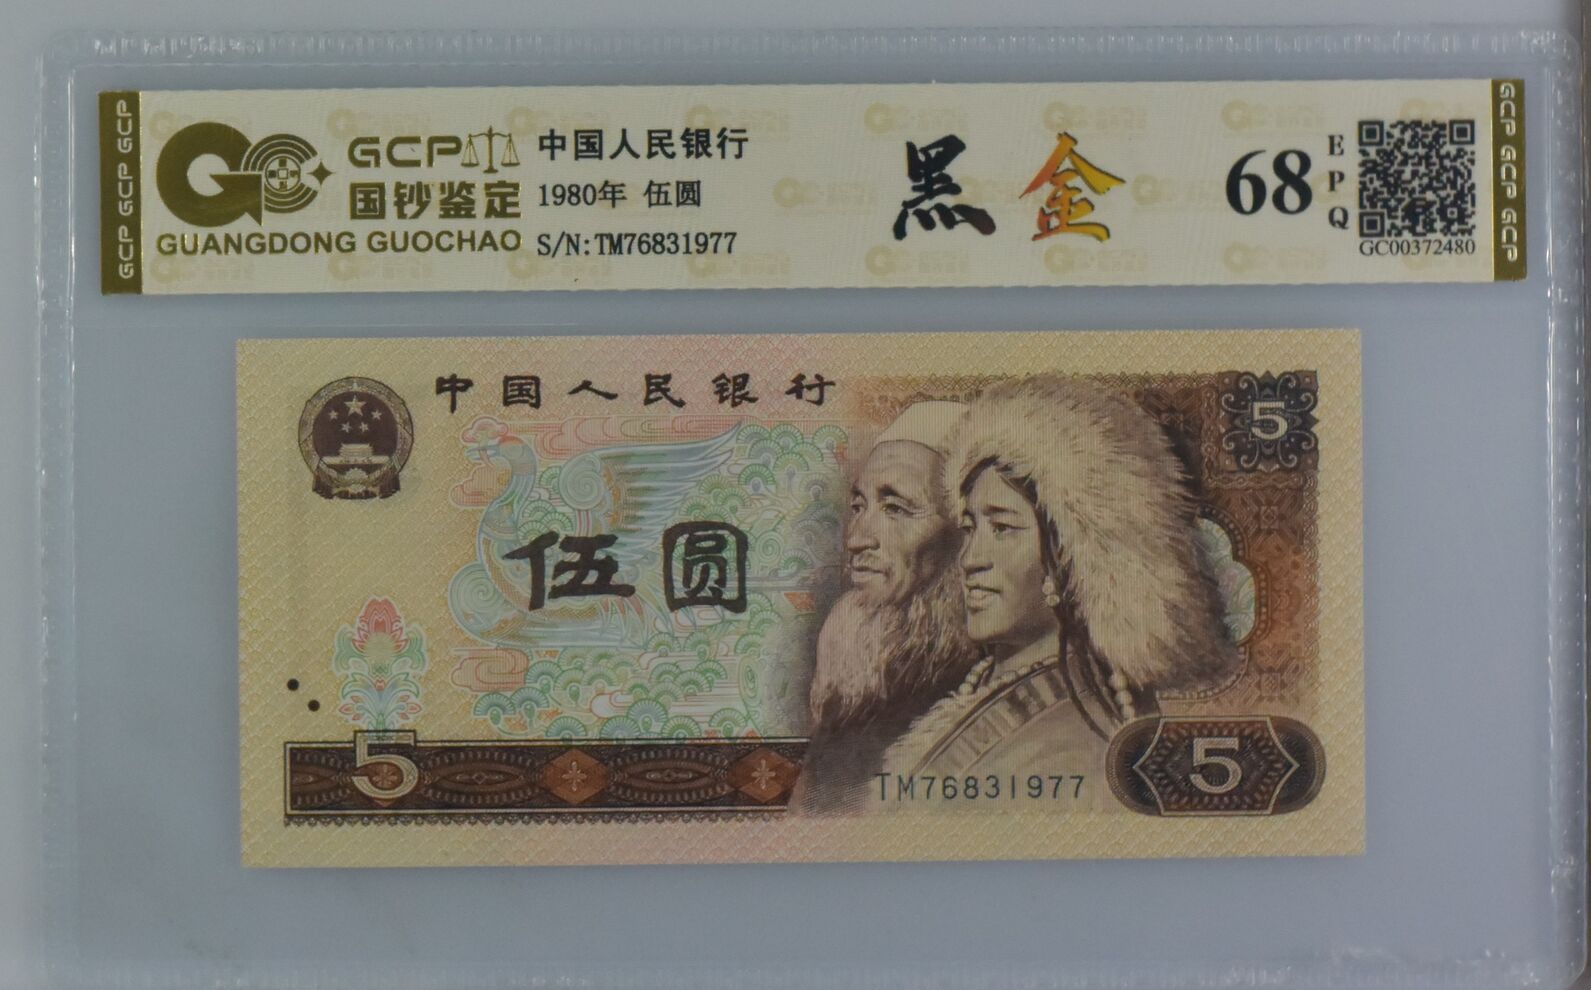 GCP GCP GCP
GCP
国钞鉴定
GUANGDONG GUOCHAO
中国人民银行
1980年 伍圆
S/N:TM76831977
黑金
68
EPQ
GC00372480
GCP GCP GCP
中国人民银行
5
伍圆
5
TM76831977
5